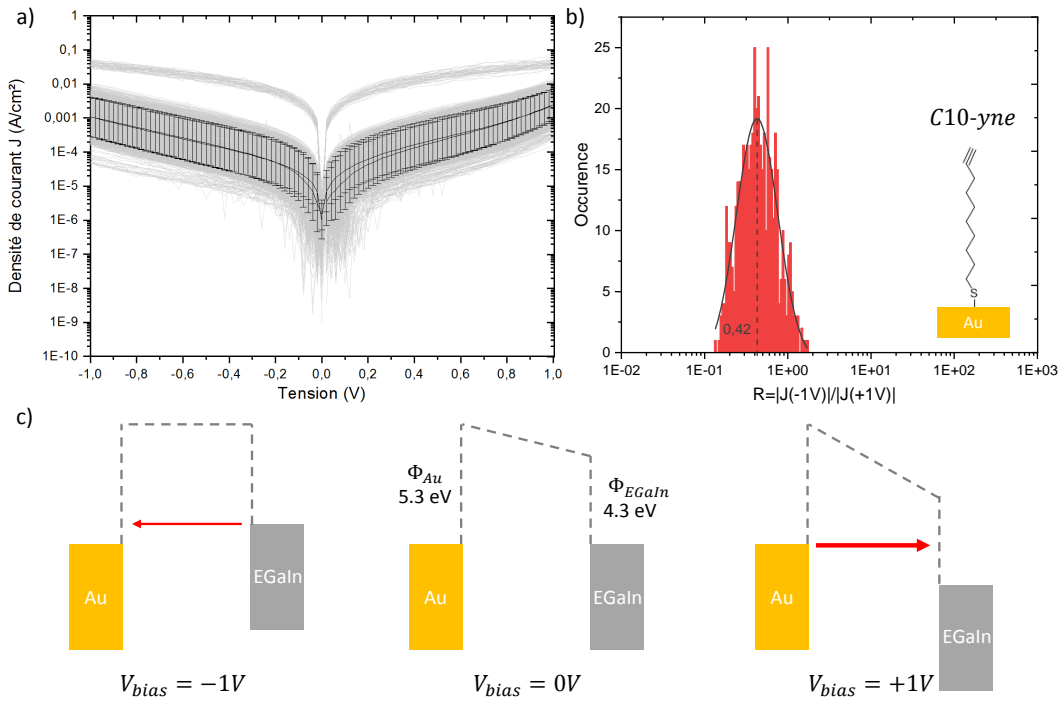 a)
Densité de courant J (A/cm²)
1
0,1
0,01
0,001
1E-4
1E-5
1E-6
1E-7
1E-8
1E-9
1E-10
-1,0 -0,8 -0,6 -0,4 -0,2 0,0 0,2 0,4 0,6 0,8 1,0
Tension (V)
b)
Occurence
25
20
15
10
5
0
0,42
C10-yne
S
Au
1E-02 1E-01 1E+00 1E+01 1E+02 1E+03
R=|J(-1V)|/|J(+1V)|
c)
Au
EGaIn
V_bias = −1V
Φ_Au
5.3 eV
Φ_EGaIn
4.3 eV
Au
EGaIn
V_bias = 0V
Au
EGaIn
V_bias = +1V